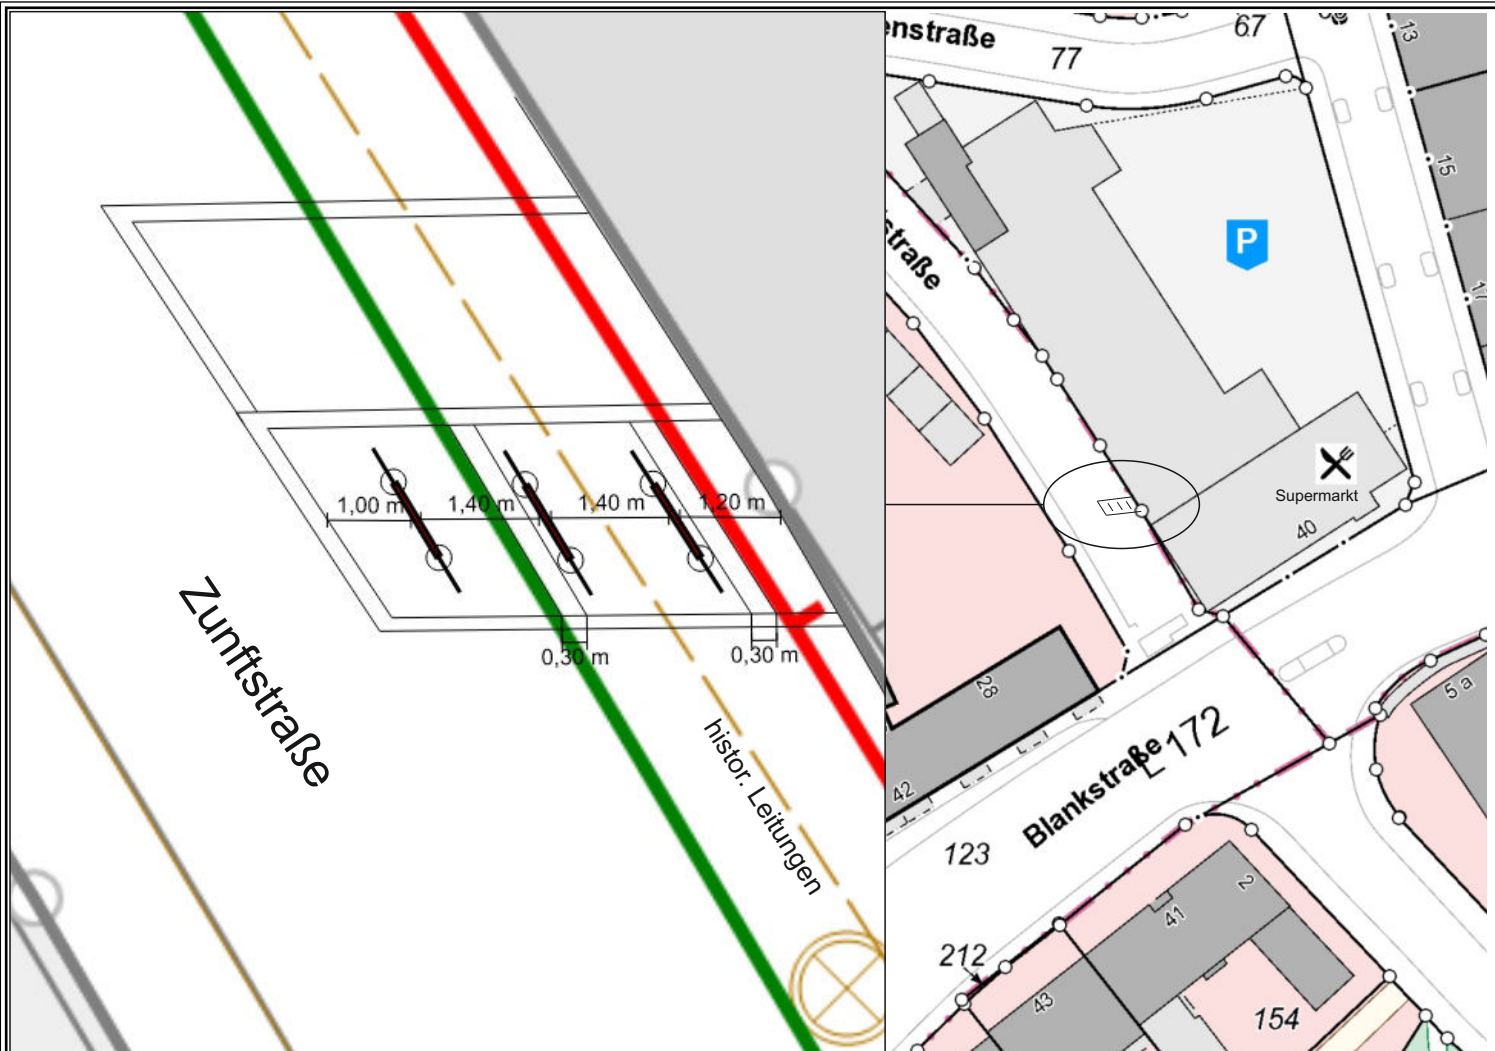 1,00 m
1,40 m
1,40 m
1,20 m
0,30 m
0,30 m
Zunftstraße
histor. Leitungen
enstraße
77
67
13
15
17
straße
P
Supermarkt
40
28
42
5 a
L 172
Blankstraße
123
2
41
212
43
154